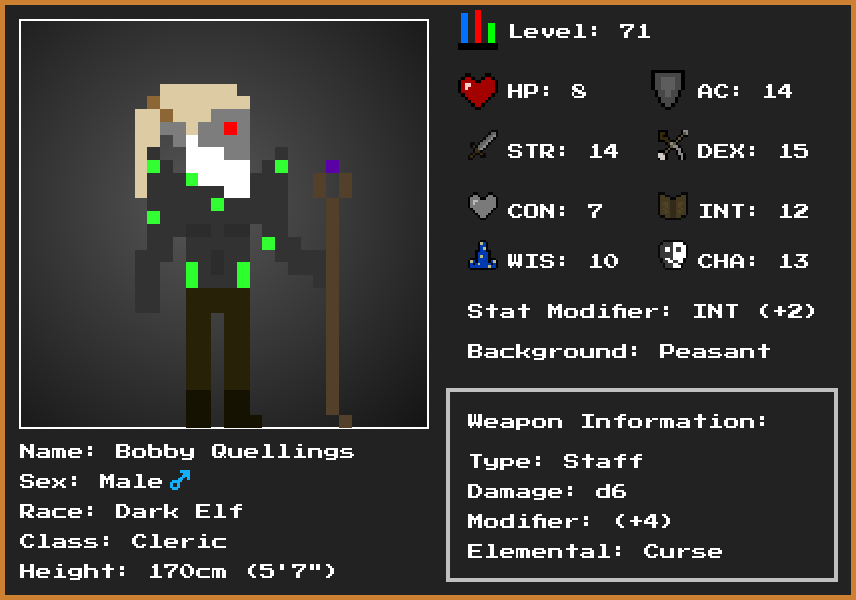 Level: 71
HP: 8
AC: 14
STR: 14
DEX: 15
CON: 7
INT: 12
WIS: 10
CHA: 13
Stat Modifier: INT (+2)
Background: Peasant
Weapon Information:
Type: Staff
Damage: d6
Modifier: (+4)
Elemental: Curse
Name: Bobby Quellings
Sex: Male♂
Race: Dark Elf
Class: Cleric
Height: 170cm (5'7")